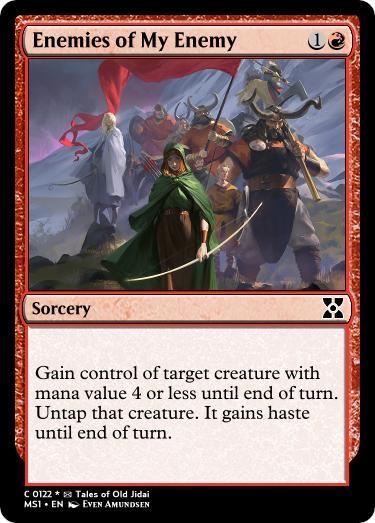 Enemies of My Enemy 1
Sorcery
Gain control of target creature with
mana value 4 or less until end of turn.
Untap that creature. It gains haste
until end of turn.
C 0122 * Tales of Old Jidai
MS1 • EN Even Amundsen